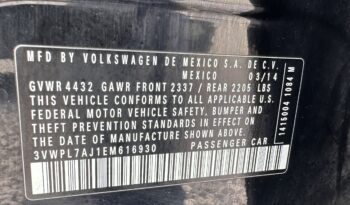 MFD BY VOLKSWAGEN DE MEXICO S.A. DE C.V.
MEXICO 03/14
GVWR 4432 GAWR FRONT 2337 / REAR 2205 LBS
THIS VEHICLE CONFORMS TO ALL APPLICABLE U.S.
FEDERAL MOTOR VEHICLE SAFETY, BUMPER AND
THEFT PREVENTION STANDARDS IN EFFECT ON
THE DATE OF MANUFACTURE SHOWN ABOVE
3VWPL7AJ1EM616930 PASSENGER CAR
1415004 1084 M